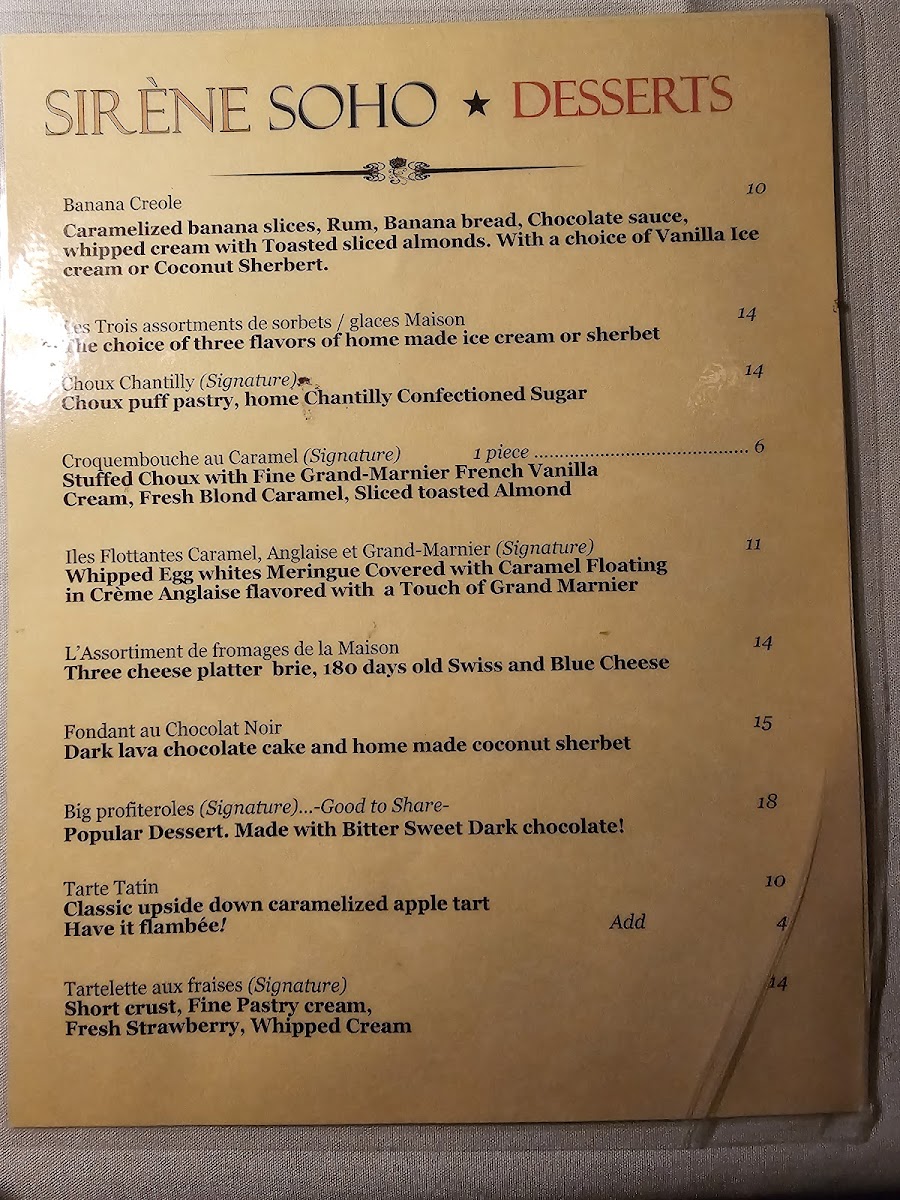 SIRÈNE SOHO ★ DESSERTS
Banana Creole 10
Caramelized banana slices, Rum, Banana bread, Chocolate sauce,
whipped cream with Toasted sliced almonds. With a choice of Vanilla Ice
cream or Coconut Sherbert.
Les Trois assortments de sorbets / glaces Maison 14
The choice of three flavors of home made ice cream or sherbet
Choux Chantilly (Signature) 14
Choux puff pastry, home Chantilly Confectioned Sugar
Croquembouche au Caramel (Signature) 1 piece ........................................ 6
Stuffed Choux with Fine Grand-Marnier French Vanilla
Cream, Fresh Blond Caramel, Sliced toasted Almond
Iles Flottantes Caramel, Anglaise et Grand-Marnier (Signature) 11
Whipped Egg whites Meringue Covered with Caramel Floating
in Crème Anglaise flavored with a Touch of Grand Marnier
L'Assortiment de fromages de la Maison 14
Three cheese platter brie, 180 days old Swiss and Blue Cheese
Fondant au Chocolat Noir 15
Dark lava chocolate cake and home made coconut sherbet
Big profiteroles (Signature)...-Good to Share- 18
Popular Dessert. Made with Bitter Sweet Dark chocolate!
Tarte Tatin 10
Classic upside down caramelized apple tart
Have it flambée! Add 4
Tartelette aux fraises (Signature) 14
Short crust, Fine Pastry cream,
Fresh Strawberry, Whipped Cream